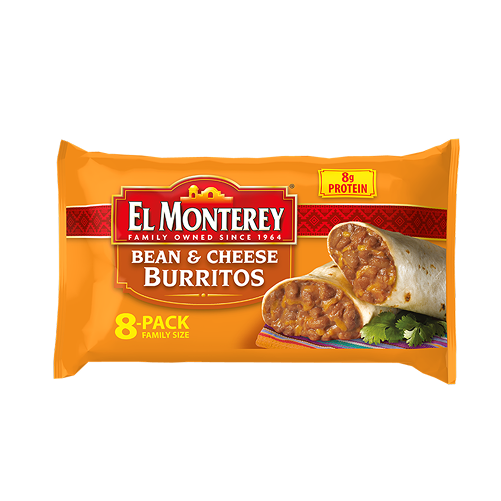 8g
PROTEIN
EL MONTEREY®
FAMILY OWNED SINCE 1964
BEAN & CHEESE
BURRITOS
8-PACK
FAMILY SIZE